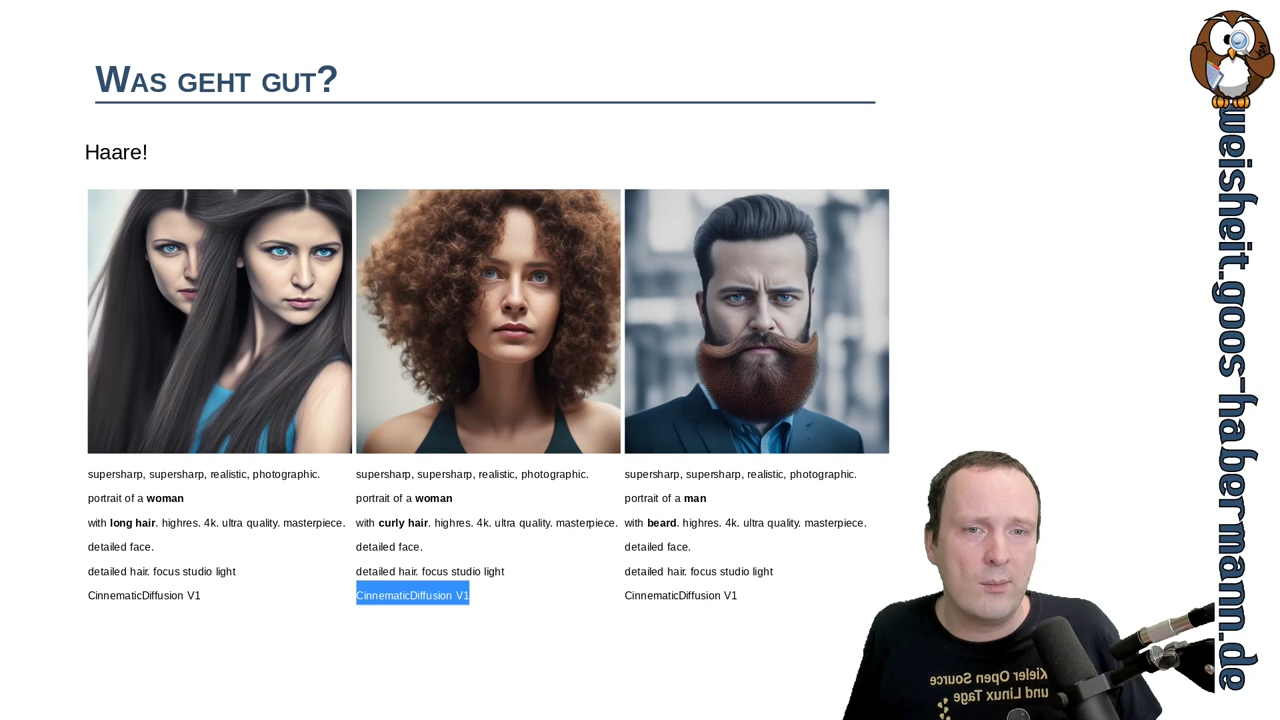 Was geht gut?
Haare!
supersharp, supersharp, realistic, photographic.
portrait of a woman
with long hair. highres. 4k. ultra quality. masterpiece.
detailed face.
detailed hair. focus studio light
CinnematicDiffusion V1
supersharp, supersharp, realistic, photographic.
portrait of a woman
with curly hair. highres. 4k. ultra quality. masterpiece.
detailed face.
detailed hair. focus studio light
CinnematicDiffusion V1
supersharp, supersharp, realistic, photographic.
portrait of a man
with beard. highres. 4k. ultra quality. masterpiece.
detailed face.
detailed hair. focus studio light
CinnematicDiffusion V1
Kieler Open Source
und Linux Tage
weisheit.goos-habermann.de